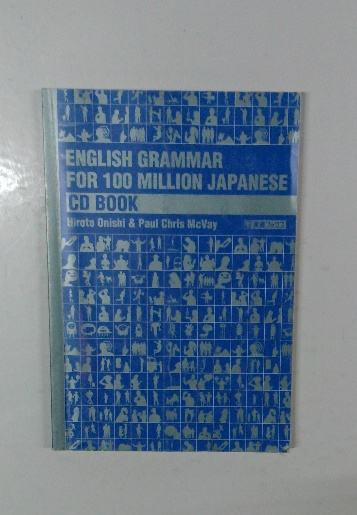 ENGLISH GRAMMAR
FOR 100 MILLION JAPANESE
CD BOOK
Hiroto Onishi & Paul Chris McVay